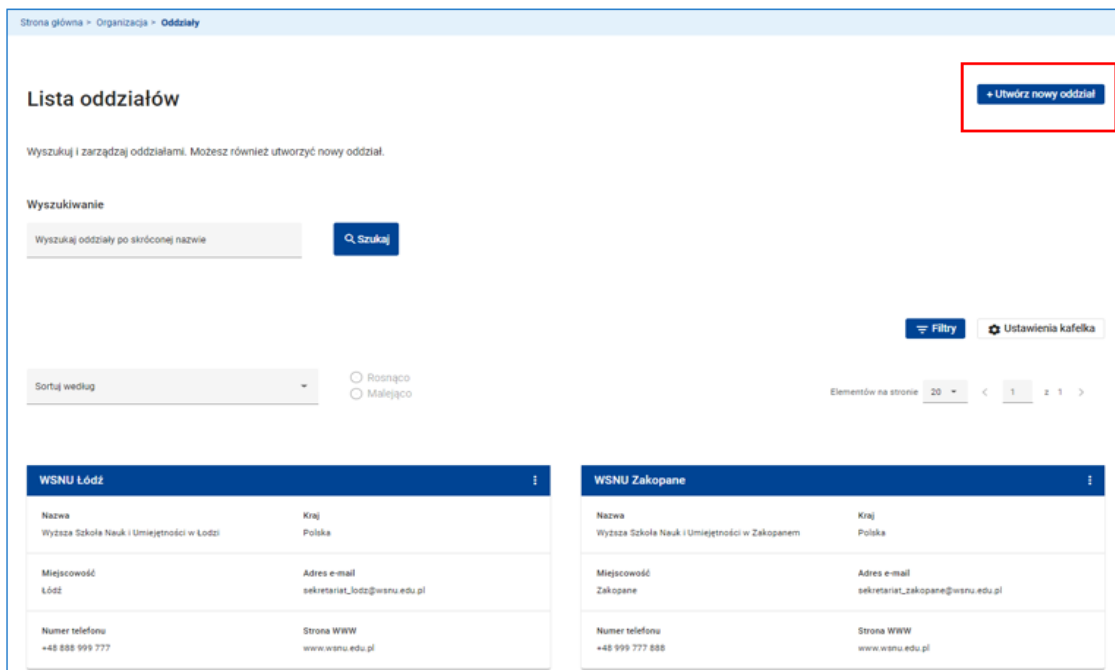 Strona główna > Organizacja > Oddziały
Lista oddziałów
+ Utwórz nowy oddział
Wyszukuj i zarządzaj oddziałami. Możesz również utworzyć nowy oddział.
Wyszukiwanie
Wyszukaj oddziały po skróconej nazwie
Szukaj
Filtry
Ustawienia kafelka
Sortuj według
Rosnąco
Malejąco
Elementów na stronie 20 < 1 z 1 >
WSNU Łódź
Nazwa Kraj
Wyższa Szkoła Nauk i Umiejętności w Łodzi Polska
Miejscowość Adres e-mail
Łódź sekretariat_lodz@wsnu.edu.pl
Numer telefonu Strona WWW
+48 888 999 777 www.wsnu.edu.pl
WSNU Zakopane
Nazwa Kraj
Wyższa Szkoła Nauk i Umiejętności w Zakopanem Polska
Miejscowość Adres e-mail
Zakopane sekretariat_zakopane@wsnu.edu.pl
Numer telefonu Strona WWW
+48 999 777 888 www.wsnu.edu.pl